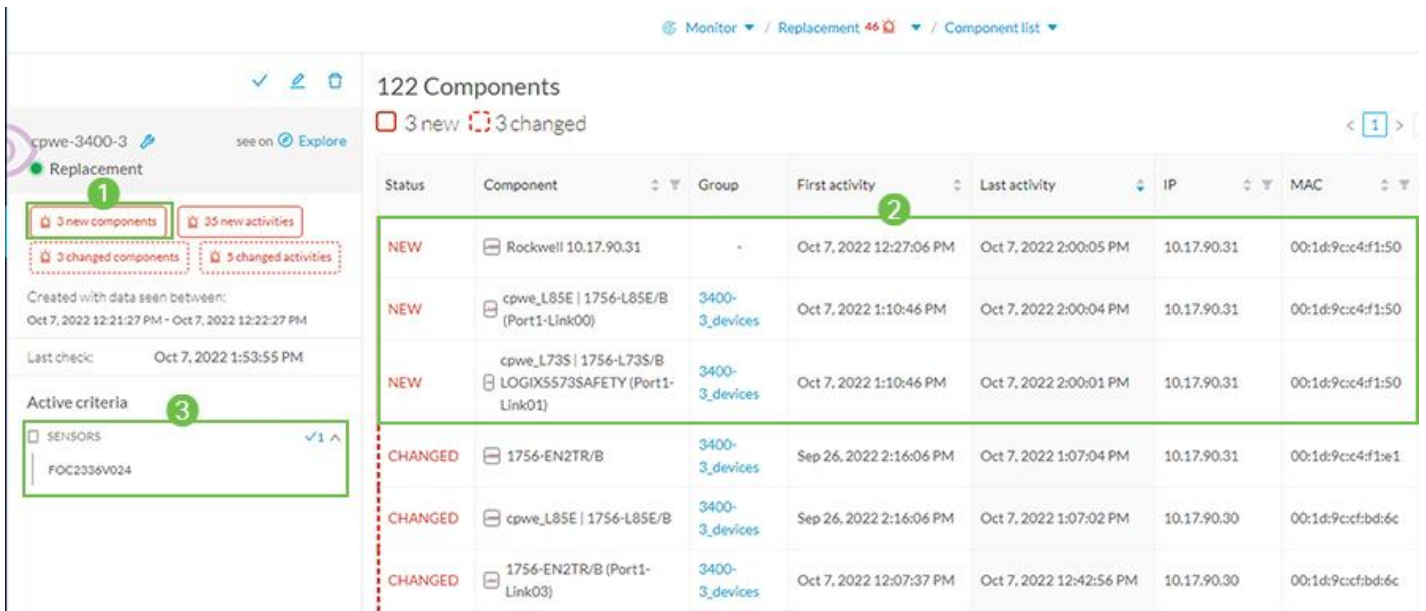 Monitor / Replacement 46 / Component list
cpwe-3400-3 see on Explore
Replacement
1
3 new components 35 new activities
3 changed components 5 changed activities
Created with data seen between:
Oct 7, 2022 12:21:27 PM - Oct 7, 2022 12:22:27 PM
Last check: Oct 7, 2022 1:53:55 PM
Active criteria
3
SENSORS 1
FOC2336V024
122 Components
3 new 3 changed
< 1 >
Status Component Group First activity Last activity IP MAC
2
NEW Rockwell 10.17.90.31 - Oct 7, 2022 12:27:06 PM Oct 7, 2022 2:00:05 PM 10.17.90.31 00:1d:9c:c4:f1:50
cpwe_L85E | 1756-L85E/B 3400-
NEW Oct 7, 2022 1:10:46 PM Oct 7, 2022 2:00:04 PM 10.17.90.31 00:1d:9c:c4:f1:50
(Port1-Link00) 3_devices
cpwe_L73S | 1756-L73S/B
3400-
NEW LOGIX5573SAFETY (Port1- Oct 7, 2022 1:10:46 PM Oct 7, 2022 2:00:01 PM 10.17.90.31 00:1d:9c:c4:f1:50
3_devices
Link01)
3400-
CHANGED 1756-EN2TR/B Sep 26, 2022 2:16:06 PM Oct 7, 2022 1:07:04 PM 10.17.90.31 00:1d:9c:c4:f1:e1
3_devices
3400-
CHANGED cpwe_L85E | 1756-L85E/B Sep 26, 2022 2:16:06 PM Oct 7, 2022 1:07:02 PM 10.17.90.30 00:1d:9c:cf:bd:6c
3_devices
1756-EN2TR/B (Port1- 3400-
CHANGED Oct 7, 2022 12:07:37 PM Oct 7, 2022 12:42:56 PM 10.17.90.30 00:1d:9c:cf:bd:6c
Link03) 3_devices